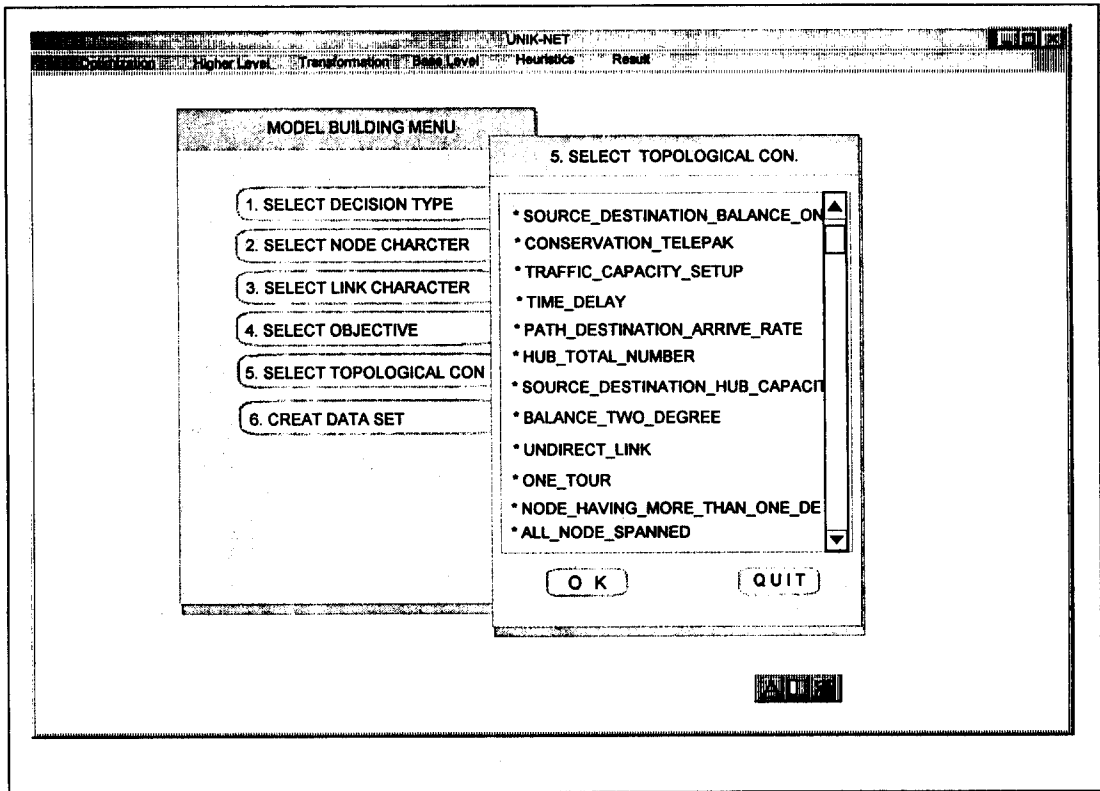 UNIK-NET
Optimization Higher Level Transformation Base Level Heuristics Result
MODEL BUILDING MENU
1. SELECT DECISION TYPE
2. SELECT NODE CHARCTER
3. SELECT LINK CHARACTER
4. SELECT OBJECTIVE
5. SELECT TOPOLOGICAL CON
6. CREAT DATA SET
5. SELECT TOPOLOGICAL CON.
* SOURCE_DESTINATION_BALANCE_ON
* CONSERVATION_TELEPAK
* TRAFFIC_CAPACITY_SETUP
* TIME_DELAY
* PATH_DESTINATION_ARRIVE_RATE
* HUB_TOTAL_NUMBER
* SOURCE_DESTINATION_HUB_CAPACIT
* BALANCE_TWO_DEGREE
* UNDIRECT_LINK
* ONE_TOUR
* NODE_HAVING_MORE_THAN_ONE_DE
* ALL_NODE_SPANNED
O K QUIT